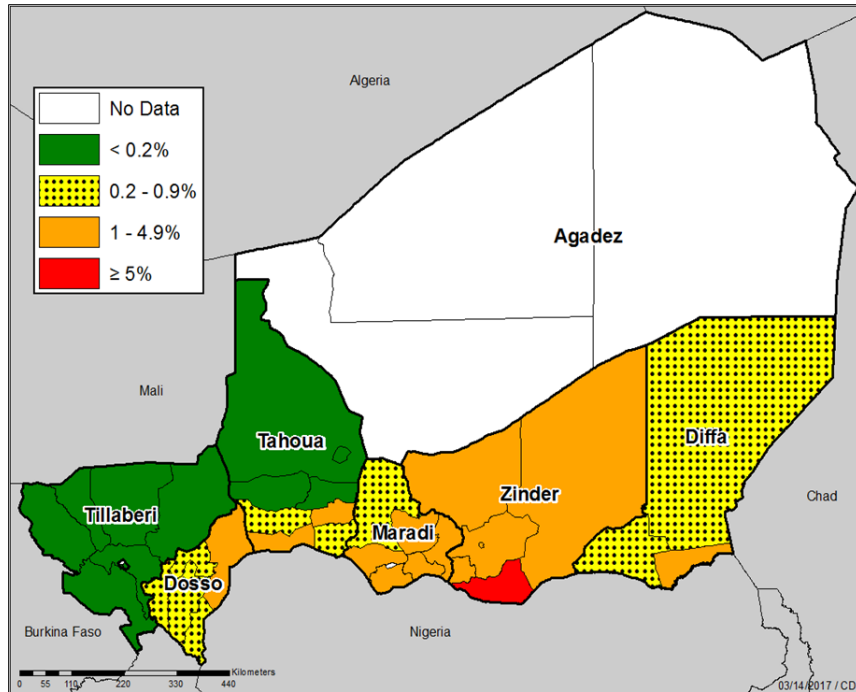 Algeria
No Data
< 0.2%
0.2 - 0.9%
1 - 4.9%
≥ 5%
Agadez
Mali
Tahoua
Diffa
Zinder
Chad
Tillaberi
Maradi
Dosso
Burkina Faso
Nigeria
Kilometers
0 55 110 220 330 440
03/14/2017 / CD